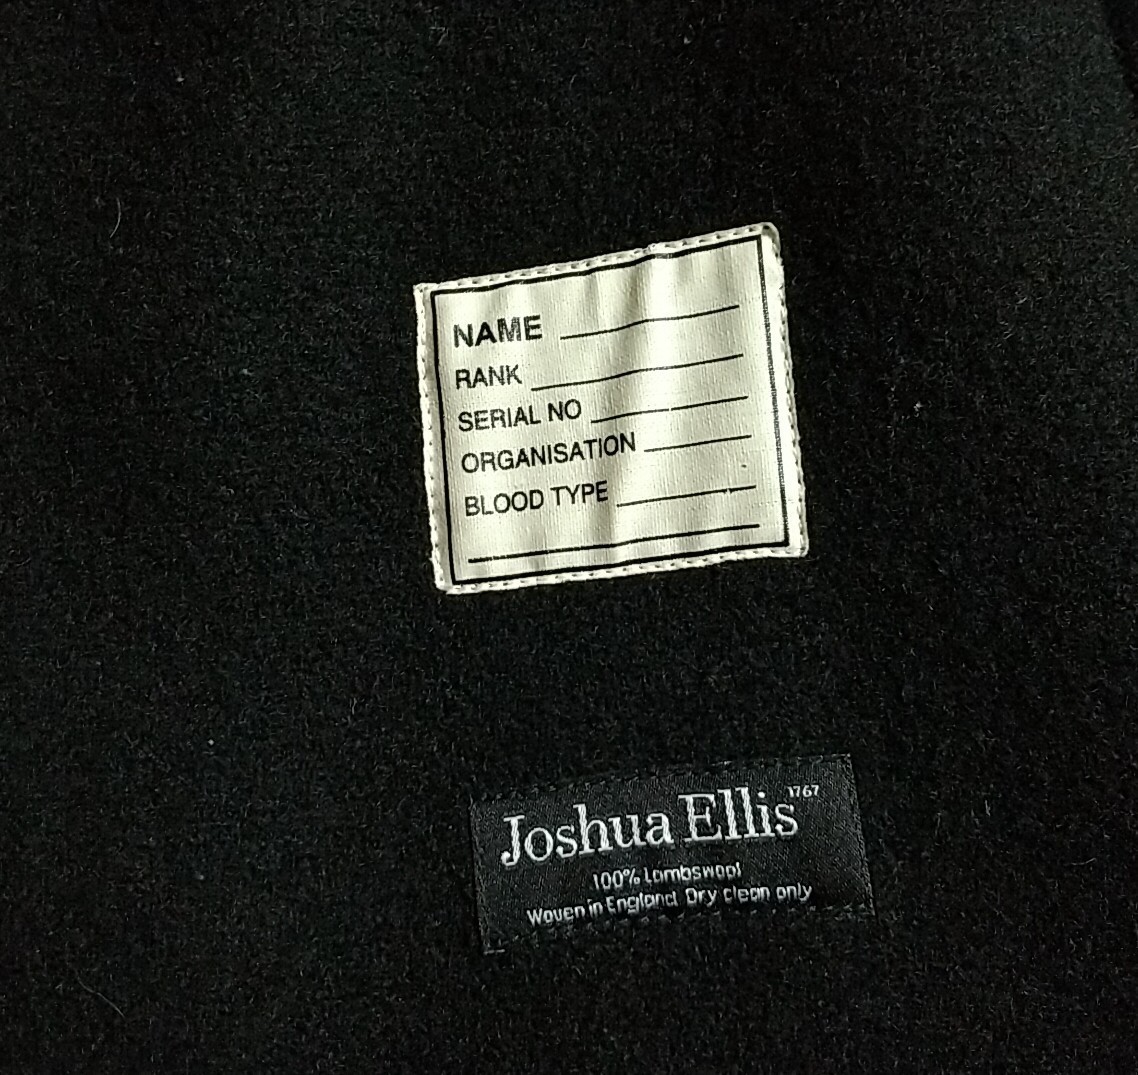 NAME
RANK
SERIAL NO
ORGANISATION
BLOOD TYPE
Joshua Ellis 1767
100% Lambswool
Woven in England Dry clean only